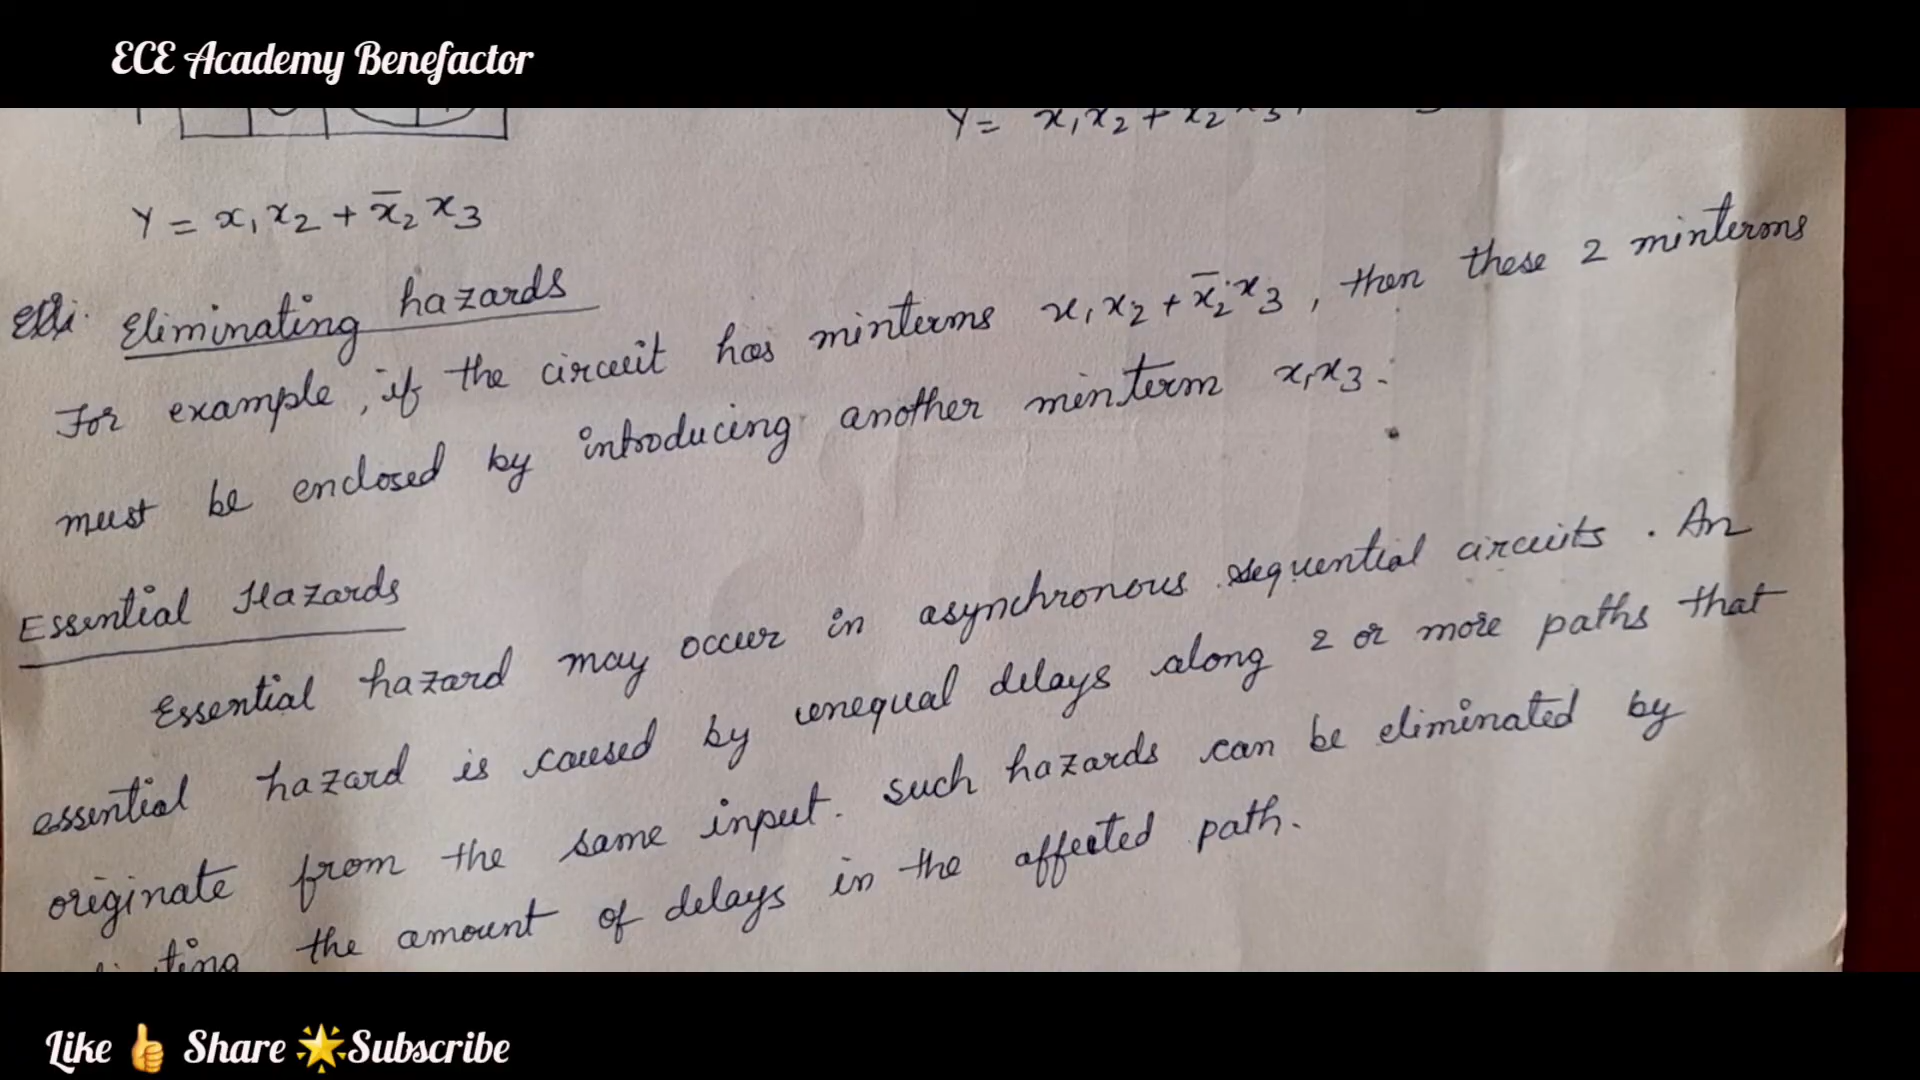 ECE Academy Benefactor
Y = x₁x₂ + x₂
Y = x₁x₂ + x̄₂x₃
Eliminating hazards
For example, if the circuit has minterms x₁x₂ + x̄₂x₃, then these 2 minterms
must be enclosed by introducing another minterm x₁x₃.
Essential Hazards
Essential hazard may occur in asynchronous sequential circuits. An
essential hazard is caused by unequal delays along 2 or more paths that
originate from the same input. Such hazards can be eliminated by
the amount of delays in the affected path.
Like 👍 Share 🌟Subscribe